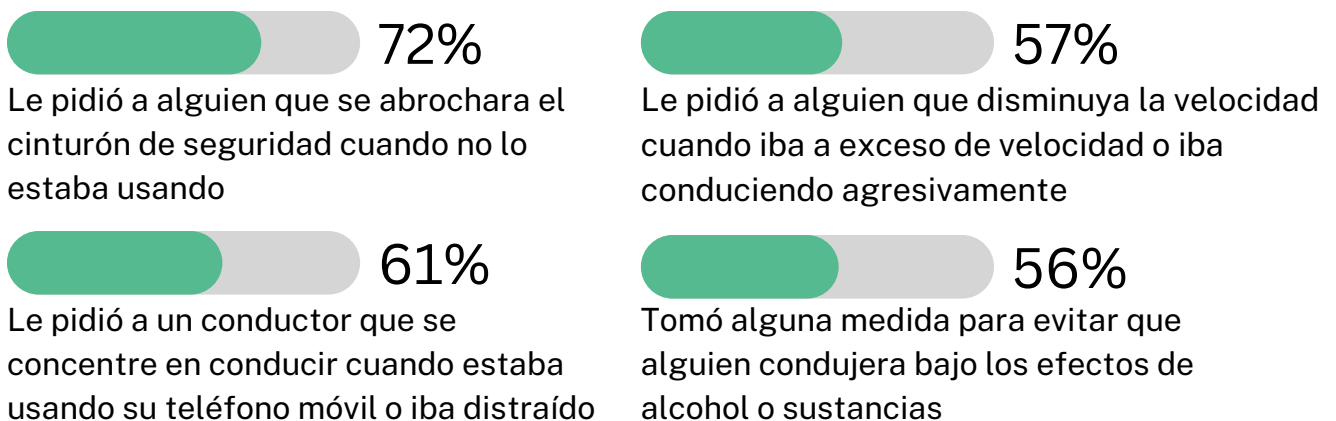 72%
Le pidió a alguien que se abrochara el
cinturón de seguridad cuando no lo
estaba usando
57%
Le pidió a alguien que disminuya la velocidad
cuando iba a exceso de velocidad o iba
conduciendo agresivamente
61%
Le pidió a un conductor que se
concentre en conducir cuando estaba
usando su teléfono móvil o iba distraído
56%
Tomó alguna medida para evitar que
alguien condujera bajo los efectos de
alcohol o sustancias